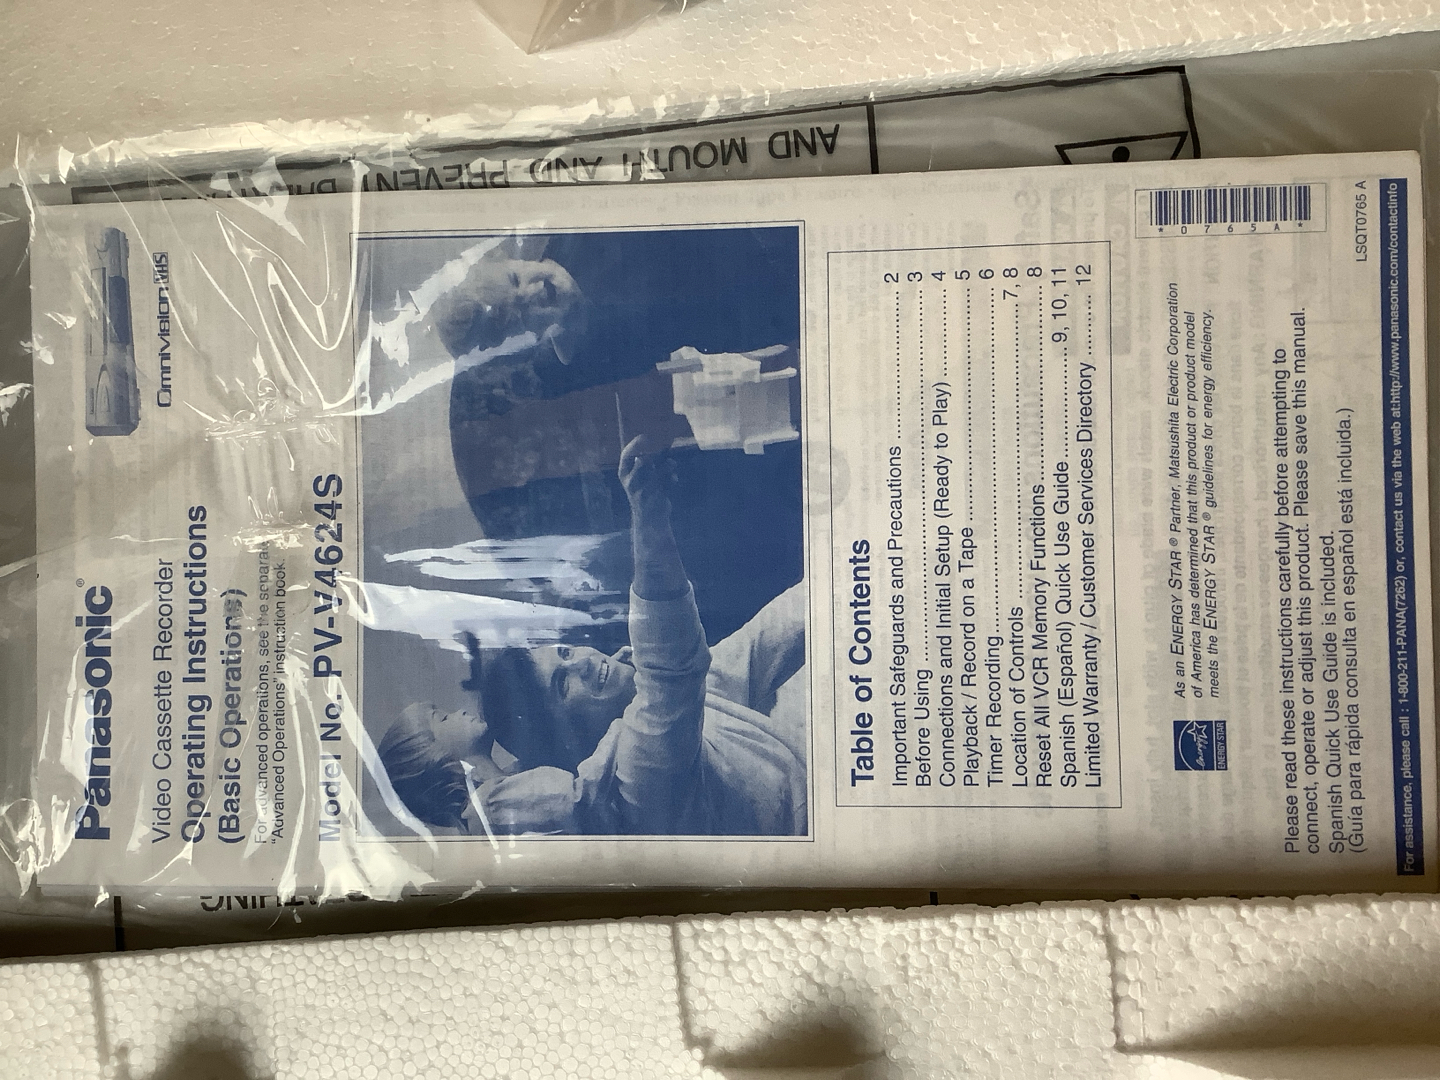 Panasonic®
Omnivision VHS
Video Cassette Recorder
Operating Instructions
(Basic Operations)
For advanced operations, see the separate
“Advanced Operations” instruction book.
Model No. PV-V4624S
Table of Contents
Important Safeguards and Precautions ........................ 2
Before Using ........................ 3
Connections and Initial Setup (Ready to Play) ............ 4
Playback / Record on a Tape ........................ 5
Timer Recording ........................ 6
Location of Controls ........................ 7, 8
Reset All VCR Memory Functions ........................ 8
Spanish (Español) Quick Use Guide ............ 9, 10, 11
Limited Warranty / Customer Services Directory ............ 12
energy
ENERGY STAR
As an ENERGY STAR® Partner, Matsushita Electric Corporation
of America has determined that this product or product model
meets the ENERGY STAR® guidelines for energy efficiency.
*0765A*
Please read these instructions carefully before attempting to
connect, operate or adjust this product. Please save this manual.
Spanish Quick Use Guide is included.
(Guía para rápida consulta en español está incluida.)
LSQT0765 A
For assistance, please call : 1-800-211-PANA(7262) or, contact us via the web at:http://www.panasonic.com/contactinfo
AND MOUTH AND PREVENT